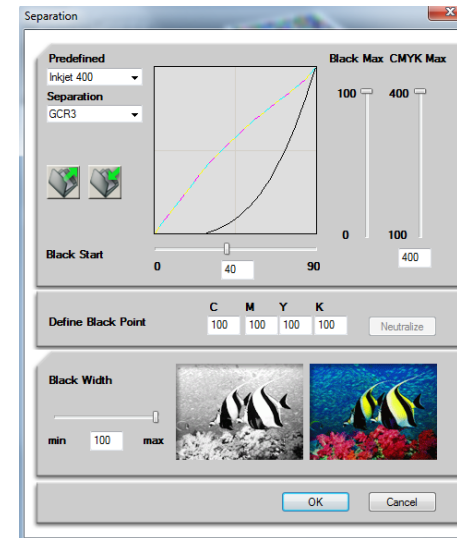 Separation
Predefined
Inkjet 400
Separation
GCR3
Black Max CMYK Max
100 400
0 100
400
Black Start
0 40 90
C M Y K
Define Black Point 100 100 100 100 Neutralize
Black Width
min 100 max
OK Cancel